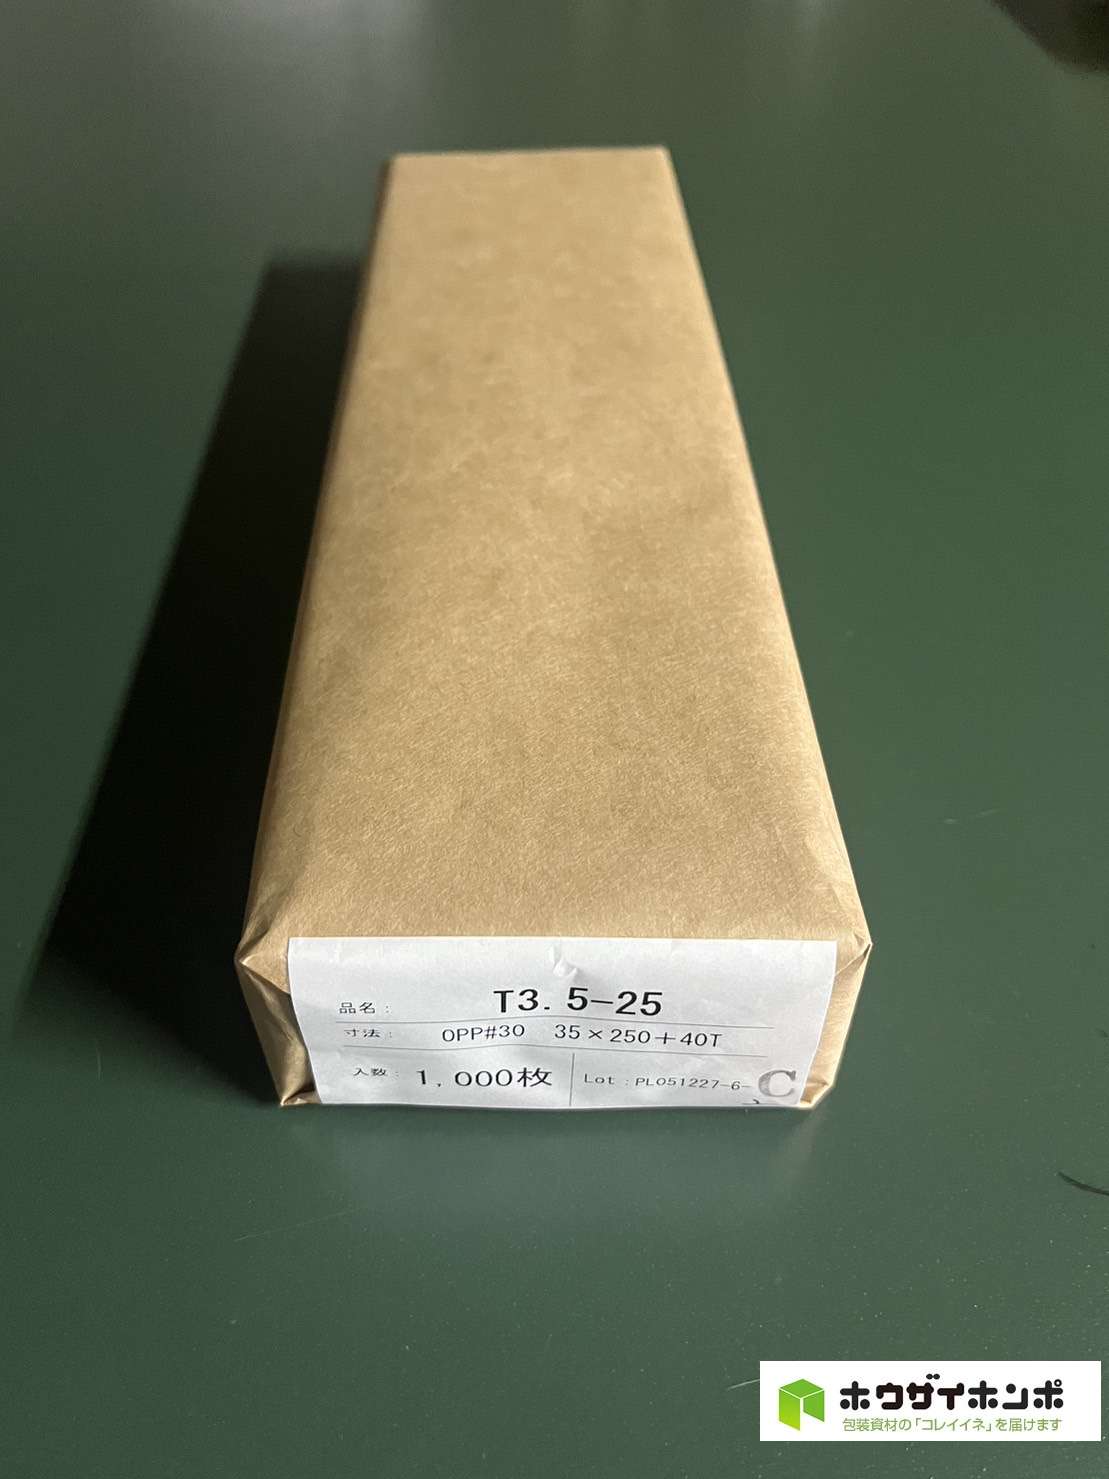 品名： T3.5-25
寸法： OPP#30 35×250+40T
入数： 1,000枚 Lot：PL051227-6-C
ホウザイホンポ
包装資材の「コレイイネ」を届けます